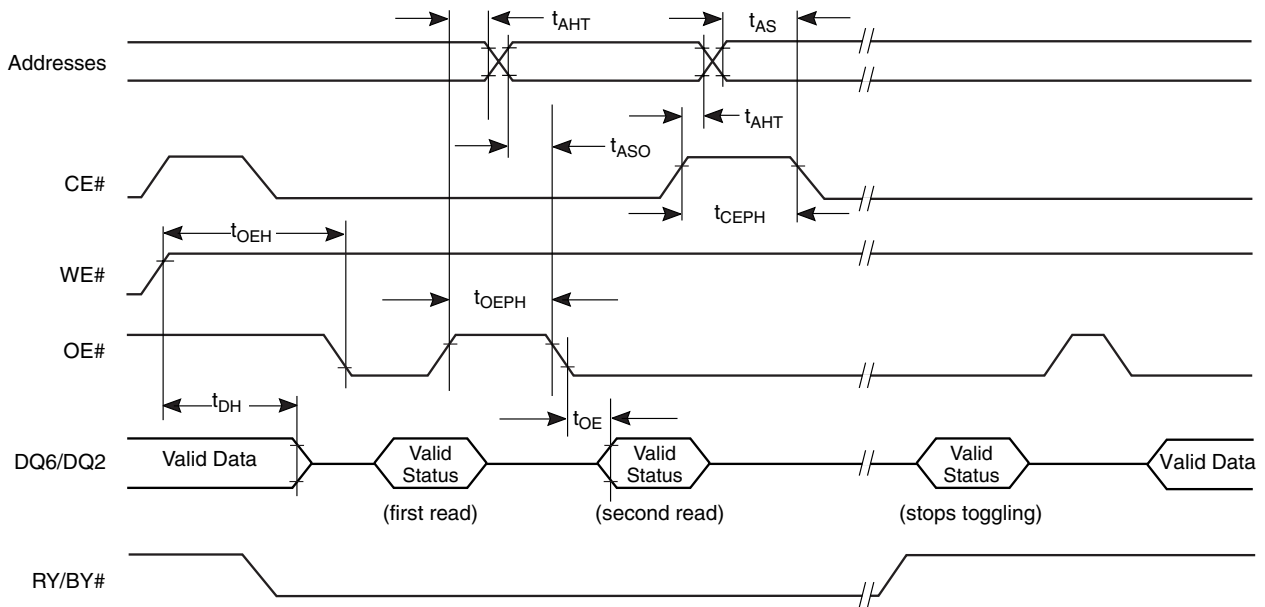 tAHT
tAS
Addresses
tAHT
tASO
CE#
tCEPH
tOEH
WE#
tOEPH
OE#
tDH
tOE
DQ6/DQ2
Valid Data
Valid
Status
Valid
Status
Valid
Status
Valid Data
(first read)
(second read)
(stops toggling)
RY/BY#